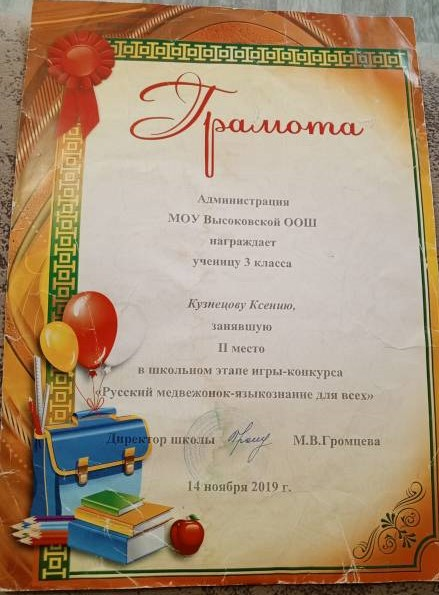 Грамота
Администрация
МОУ Высоковской ООШ
награждает
ученицу 3 класса
Кузнецову Ксению,
занявшую
II место
в школьном этапе игры-конкурса
«Русский медвежонок-языкознание для всех»
Директор школы М.В.Громцева
14 ноября 2019 г.